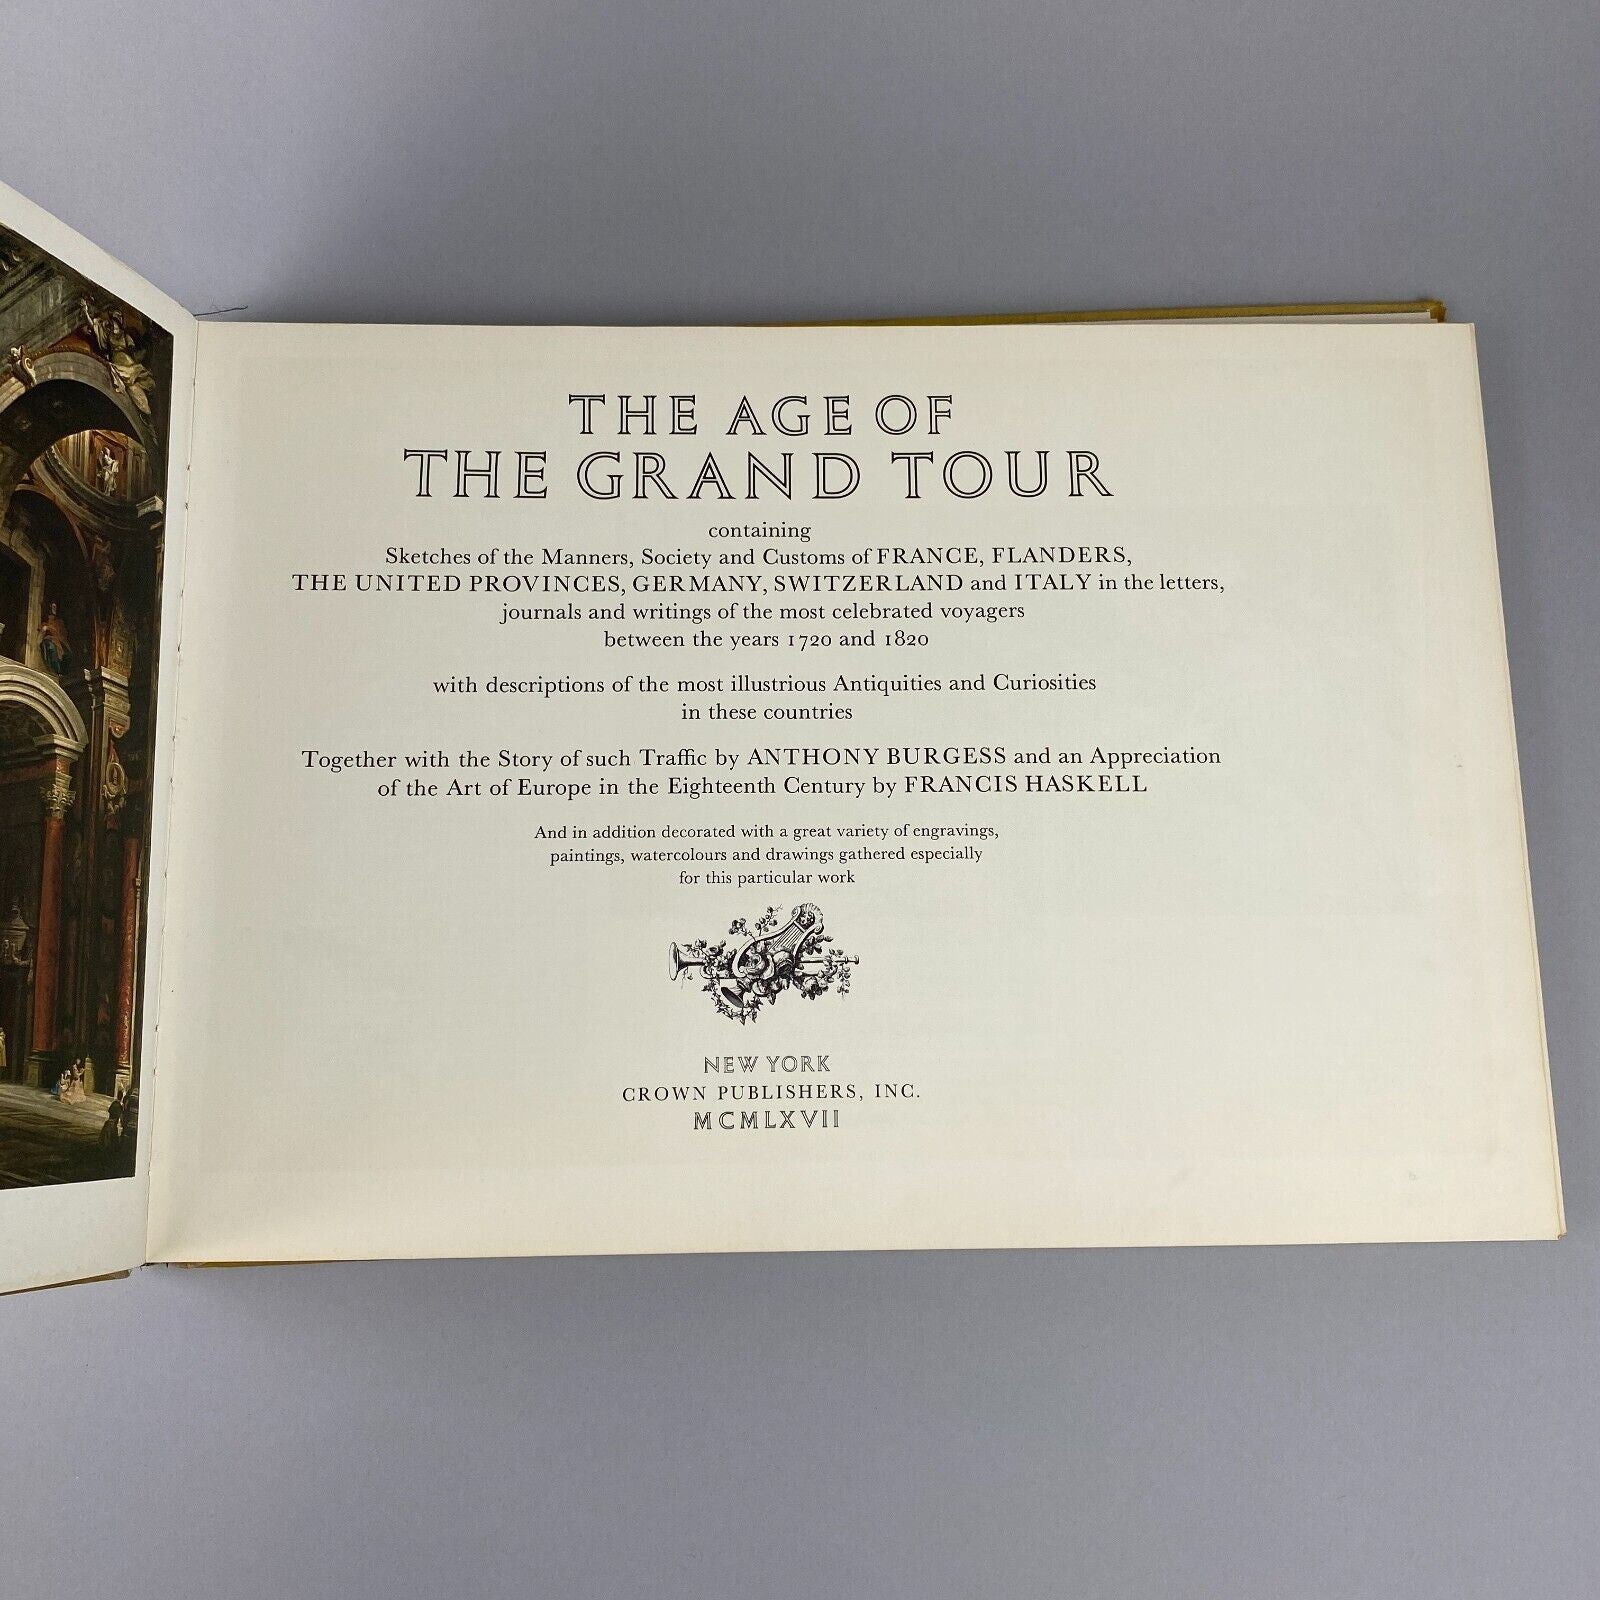 THE AGE OF
THE GRAND TOUR
containing
Sketches of the Manners, Society and Customs of FRANCE, FLANDERS,
THE UNITED PROVINCES, GERMANY, SWITZERLAND and ITALY in the letters,
journals and writings of the most celebrated voyagers
between the years 1720 and 1820
with descriptions of the most illustrious Antiquities and Curiosities
in these countries
Together with the Story of such Traffic by ANTHONY BURGESS and an Appreciation
of the Art of Europe in the Eighteenth Century by FRANCIS HASKELL
And in addition decorated with a great variety of engravings,
paintings, watercolours and drawings gathered especially
for this particular work
NEW YORK
CROWN PUBLISHERS, INC.
MCMLXVII